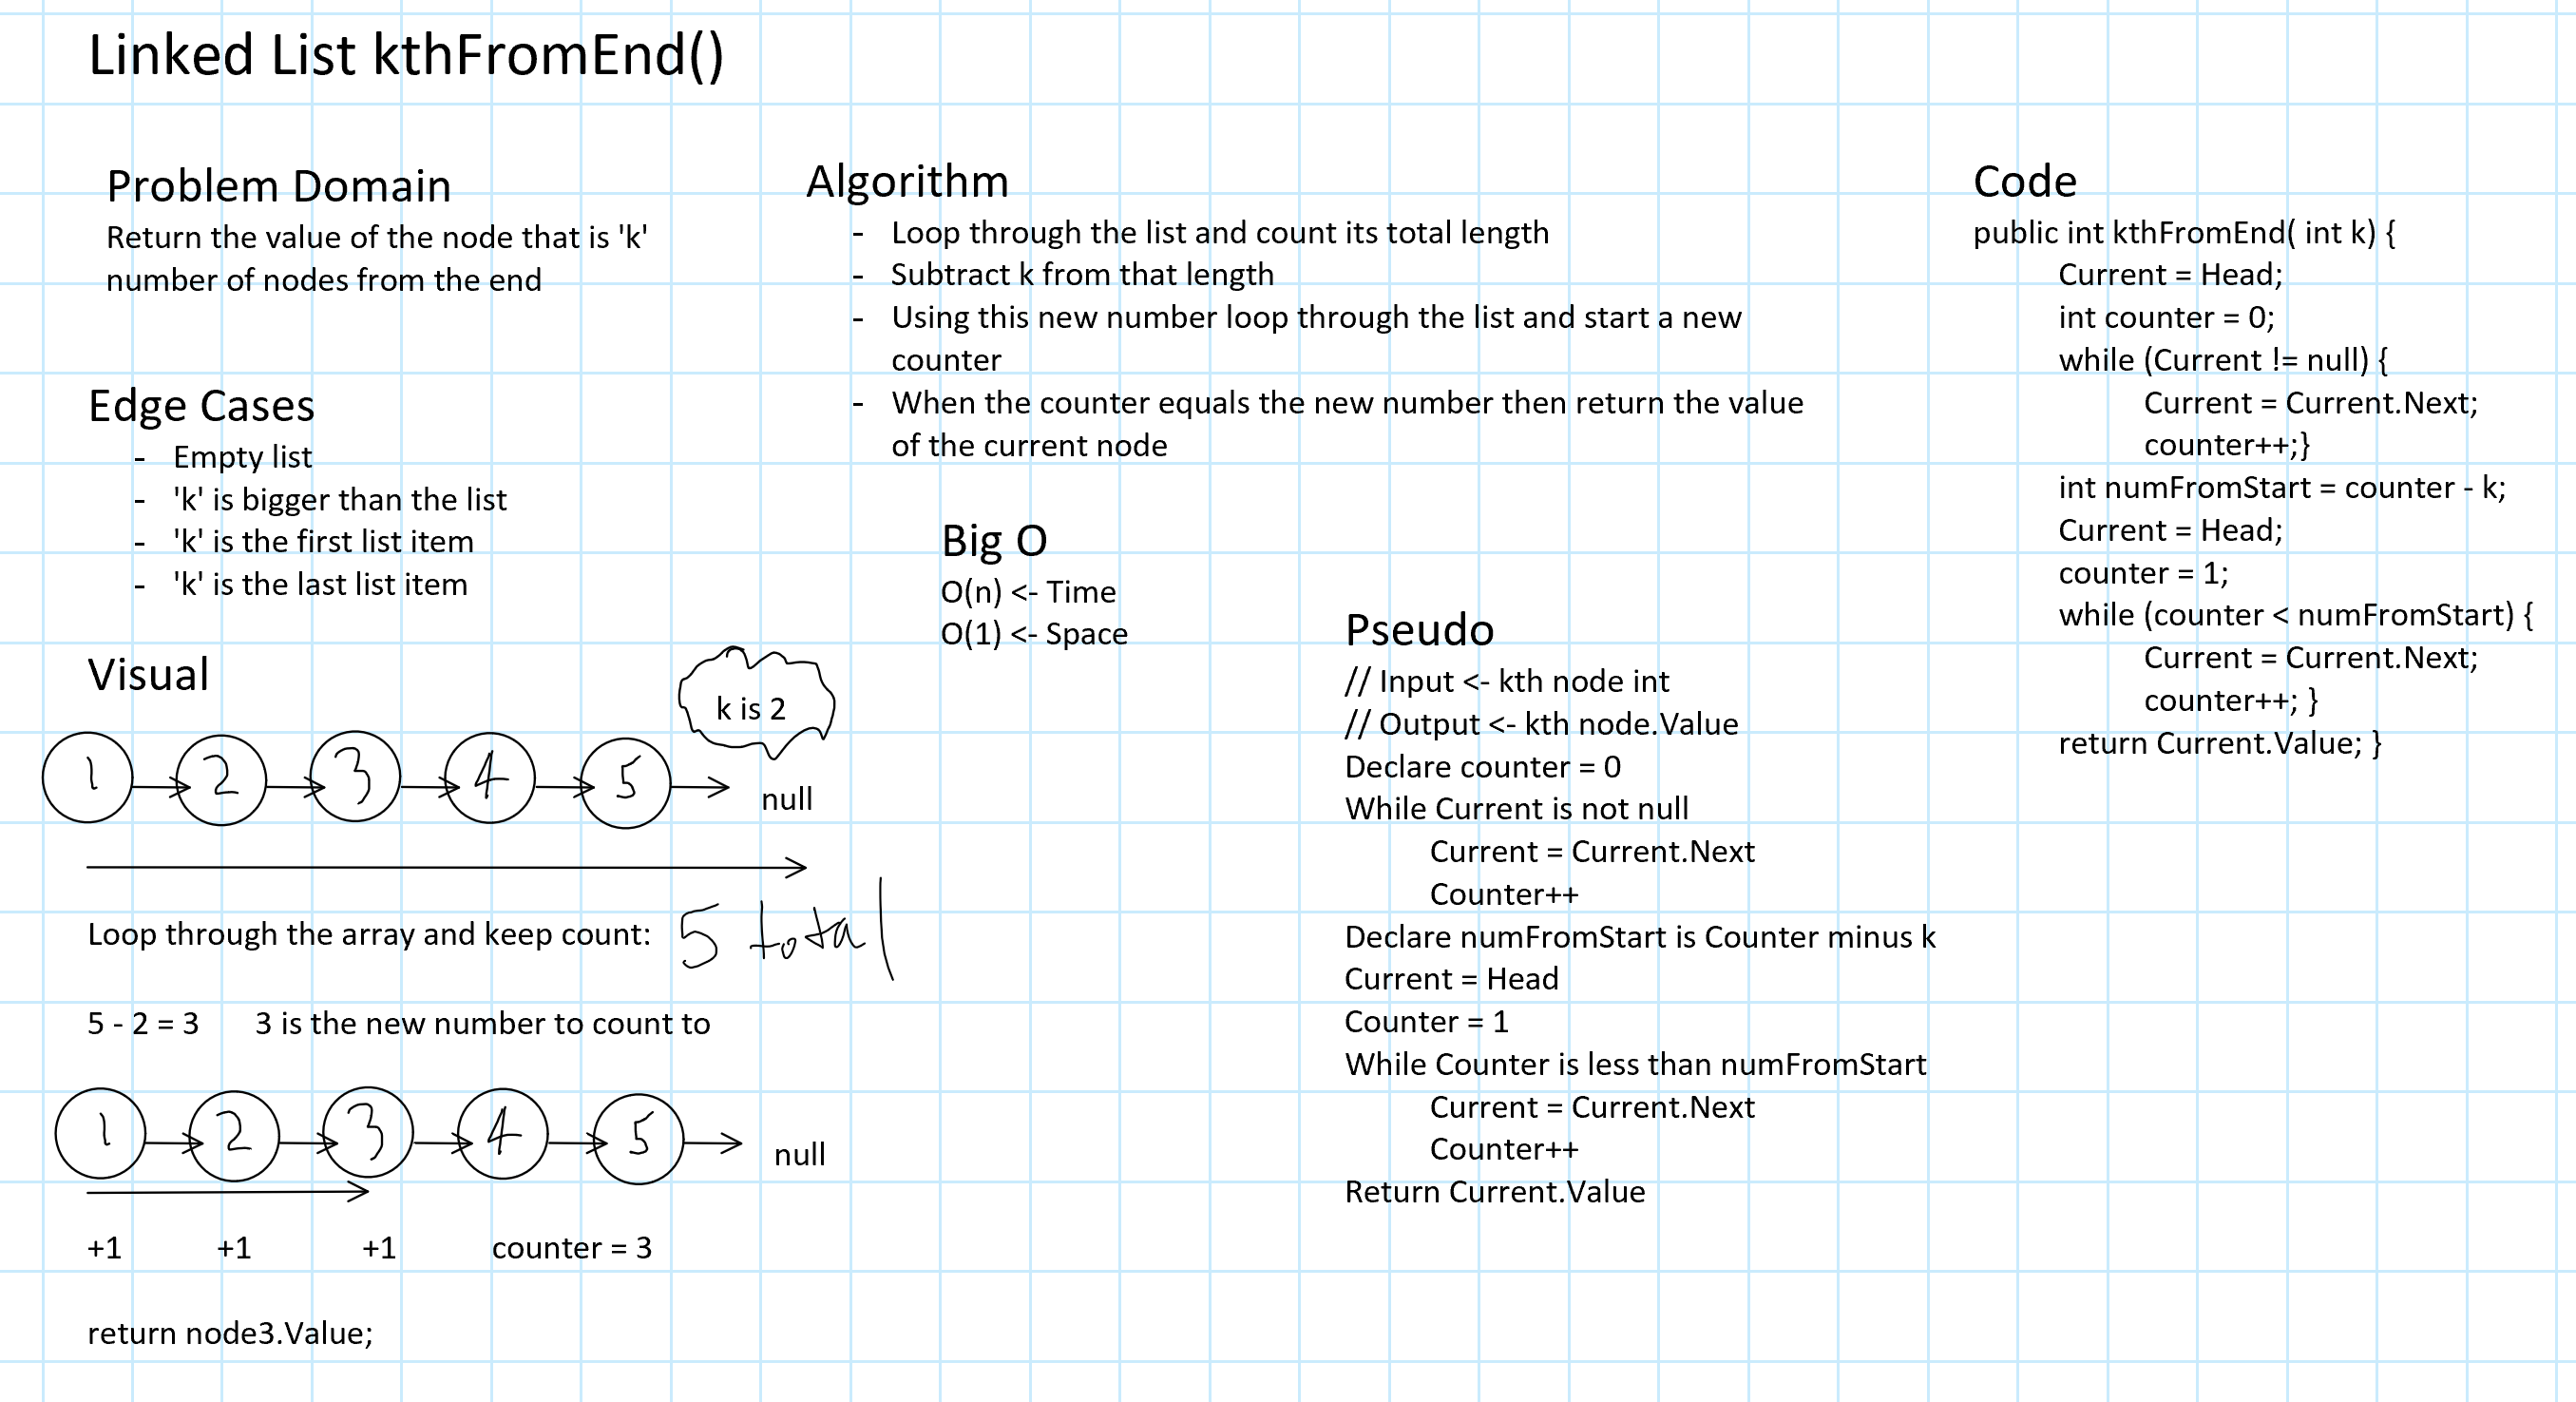 Linked List kthFromEnd()
Problem Domain
Return the value of the node that is 'k'
number of nodes from the end
Edge Cases
- Empty list
- 'k' is bigger than the list
- 'k' is the first list item
- 'k' is the last list item
Visual
k is 2
1 2 3 4 5 null
Loop through the array and keep count: 5 total
5 - 2 = 3 3 is the new number to count to
1 2 3 4 5 null
+1 +1 +1 counter = 3
return node3.Value;
Algorithm
- Loop through the list and count its total length
- Subtract k from that length
- Using this new number loop through the list and start a new
counter
- When the counter equals the new number then return the value
of the current node
Big O
O(n) <- Time
O(1) <- Space
Pseudo
// Input <- kth node int
// Output <- kth node.Value
Declare counter = 0
While Current is not null
Current = Current.Next
Counter++
Declare numFromStart is Counter minus k
Current = Head
Counter = 1
While Counter is less than numFromStart
Current = Current.Next
Counter++
Return Current.Value
Code
public int kthFromEnd( int k) {
Current = Head;
int counter = 0;
while (Current != null) {
Current = Current.Next;
counter++;}
int numFromStart = counter - k;
Current = Head;
counter = 1;
while (counter < numFromStart) {
Current = Current.Next;
counter++; }
return Current.Value; }